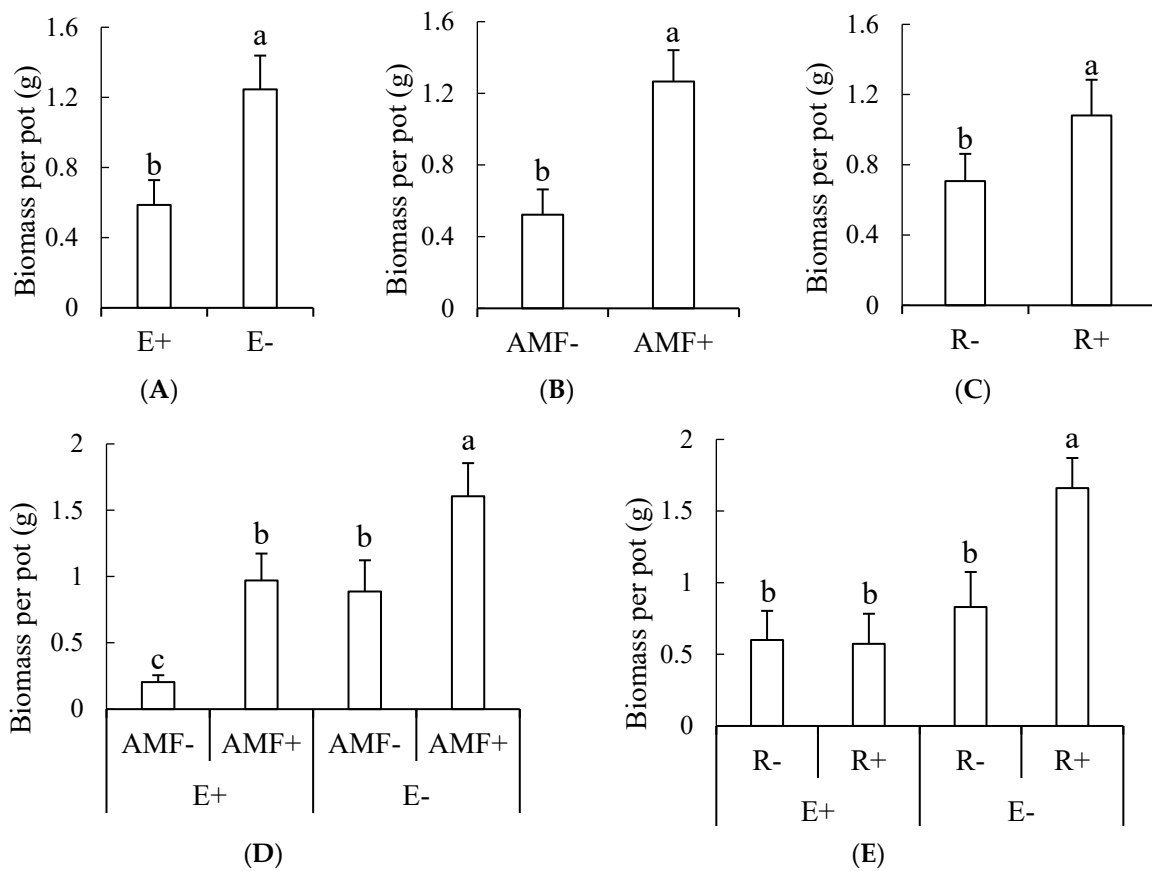 Biomass per pot (g)
1.6
1.2
0.8
0.4
0
b
a
E+ E-
(A)
Biomass per pot (g)
1.6
1.2
0.8
0.4
0
b
a
AMF- AMF+
(B)
Biomass per pot (g)
1.6
1.2
0.8
0.4
0
b
a
R- R+
(C)
Biomass per pot (g)
2
1.5
1
0.5
0
c
b
b
a
AMF- AMF+ AMF- AMF+
E+ E-
(D)
Biomass per pot (g)
2
1.5
1
0.5
0
b
b
b
a
R- R+ R- R+
E+ E-
(E)